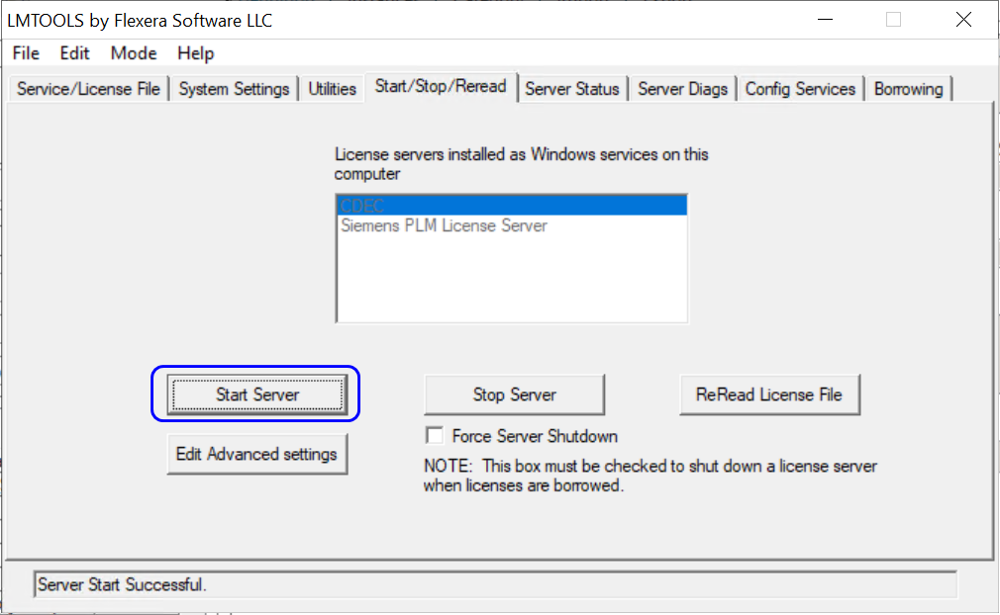 LMTOOLS by Flexera Software LLC
File Edit Mode Help
Service/License File System Settings Utilities Start/Stop/Reread Server Status Server Diags Config Services Borrowing
License servers installed as Windows services on this
computer
CDEC
Siemens PLM License Server
Start Server Stop Server ReRead License File
Force Server Shutdown
Edit Advanced settings
NOTE: This box must be checked to shut down a license server
when licenses are borrowed.
Server Start Successful.